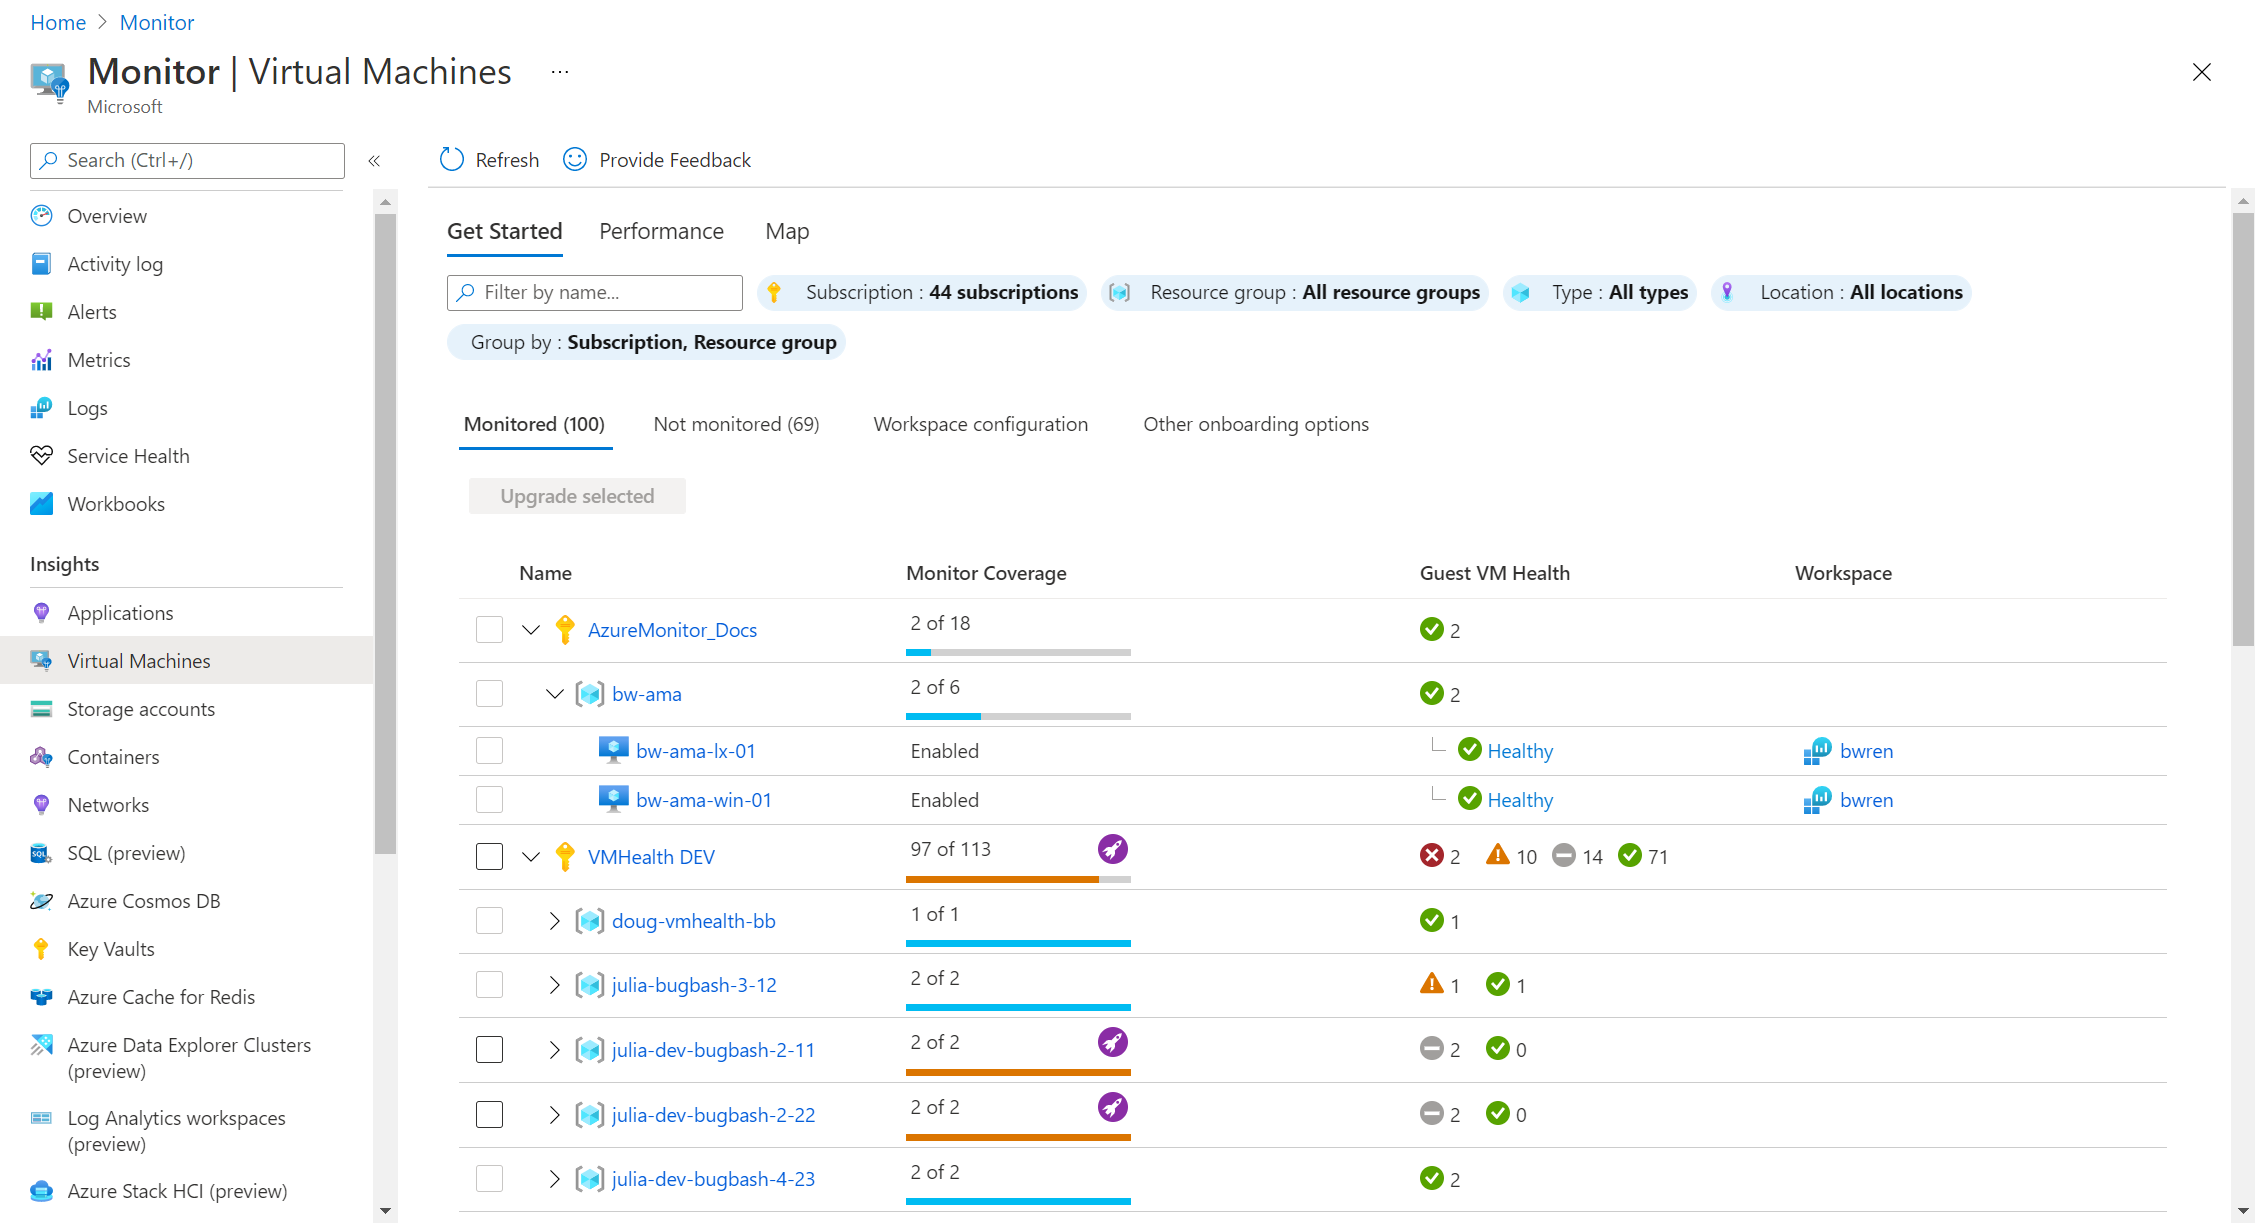 Home > Monitor
Monitor | Virtual Machines ...
Microsoft
Search (Ctrl+/)
«
Refresh
Provide Feedback
Overview
Activity log
Alerts
Metrics
Logs
Service Health
Workbooks
Insights
Applications
Virtual Machines
Storage accounts
Containers
Networks
SQL (preview)
Azure Cosmos DB
Key Vaults
Azure Cache for Redis
Azure Data Explorer Clusters
(preview)
Log Analytics workspaces
(preview)
Azure Stack HCI (preview)
Get Started Performance Map
Filter by name...
Subscription : 44 subscriptions
Resource group : All resource groups
Type : All types
Location : All locations
Group by : Subscription, Resource group
Monitored (100) Not monitored (69) Workspace configuration Other onboarding options
Upgrade selected
Name Monitor Coverage Guest VM Health Workspace
AzureMonitor_Docs 2 of 18 2
bw-ama 2 of 6 2
bw-ama-lx-01 Enabled Healthy bwren
bw-ama-win-01 Enabled Healthy bwren
VMHealth DEV 97 of 113 2 10 14 71
doug-vmhealth-bb 1 of 1 1
julia-bugbash-3-12 2 of 2 1 1
julia-dev-bugbash-2-11 2 of 2 2 0
julia-dev-bugbash-2-22 2 of 2 2 0
julia-dev-bugbash-4-23 2 of 2 2